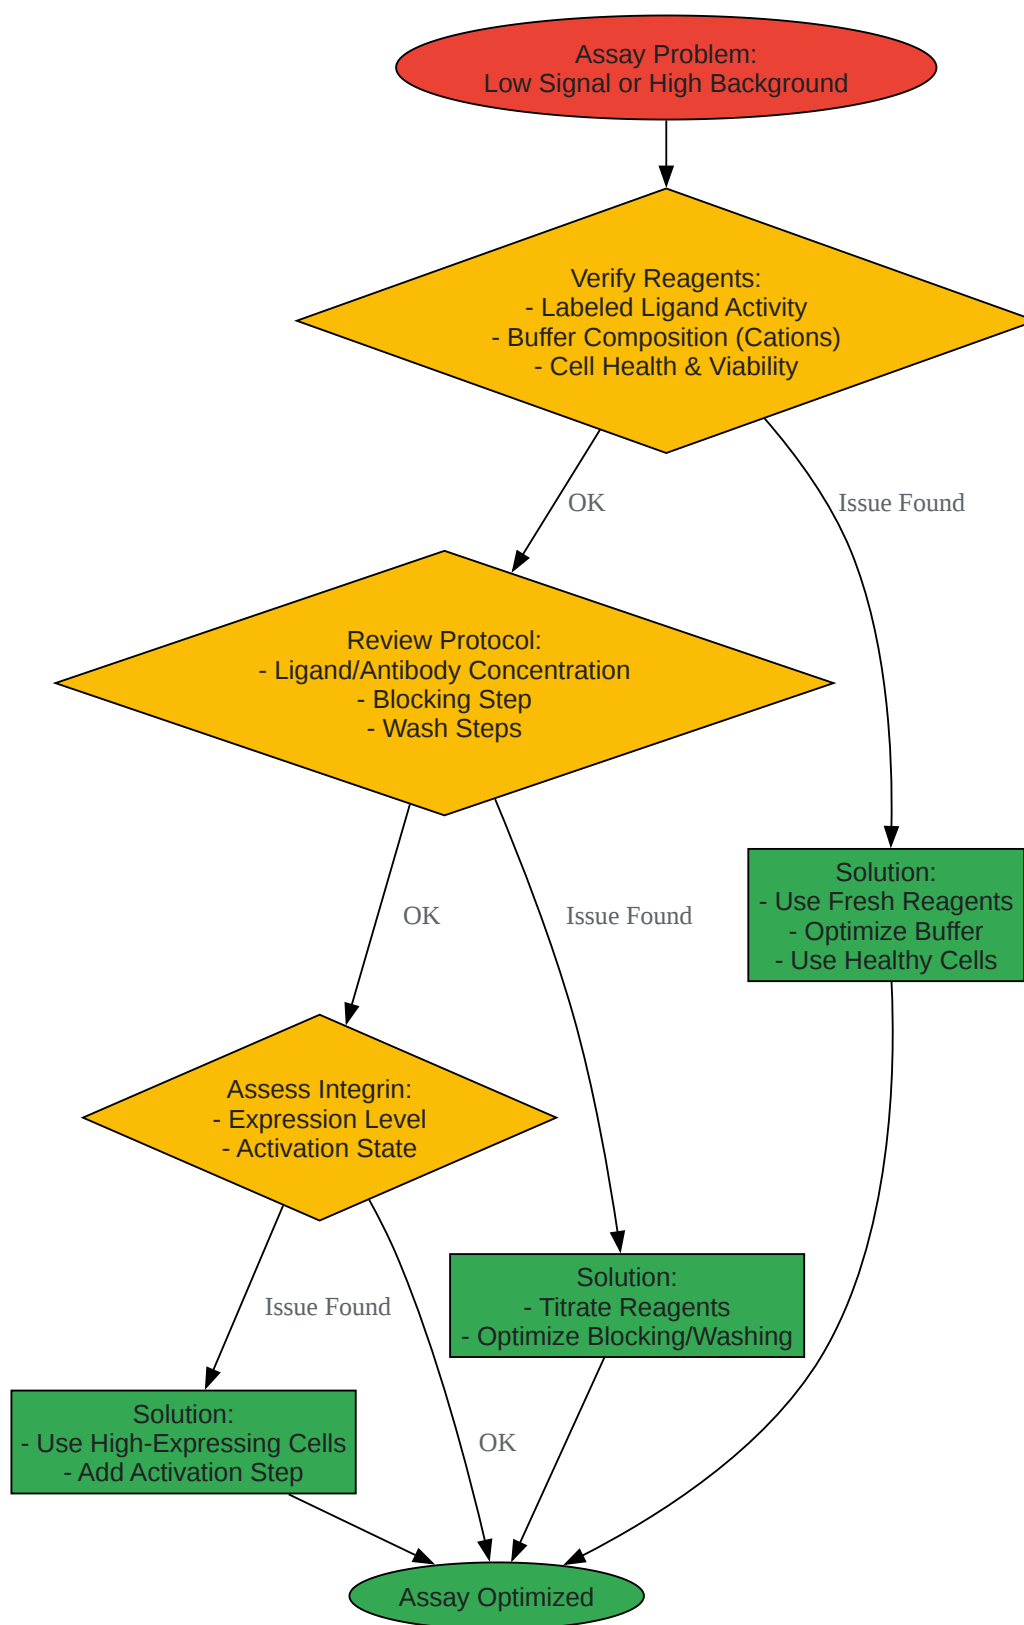 Assay Problem:
Low Signal or High Background
Verify Reagents:
- Labeled Ligand Activity
- Buffer Composition (Cations)
- Cell Health & Viability
OK
Issue Found
Review Protocol:
- Ligand/Antibody Concentration
- Blocking Step
- Wash Steps
Solution:
- Use Fresh Reagents
- Optimize Buffer
- Use Healthy Cells
OK
Issue Found
Assess Integrin:
- Expression Level
- Activation State
Solution:
- Titrate Reagents
- Optimize Blocking/Washing
Issue Found
OK
Solution:
- Use High-Expressing Cells
- Add Activation Step
Assay Optimized